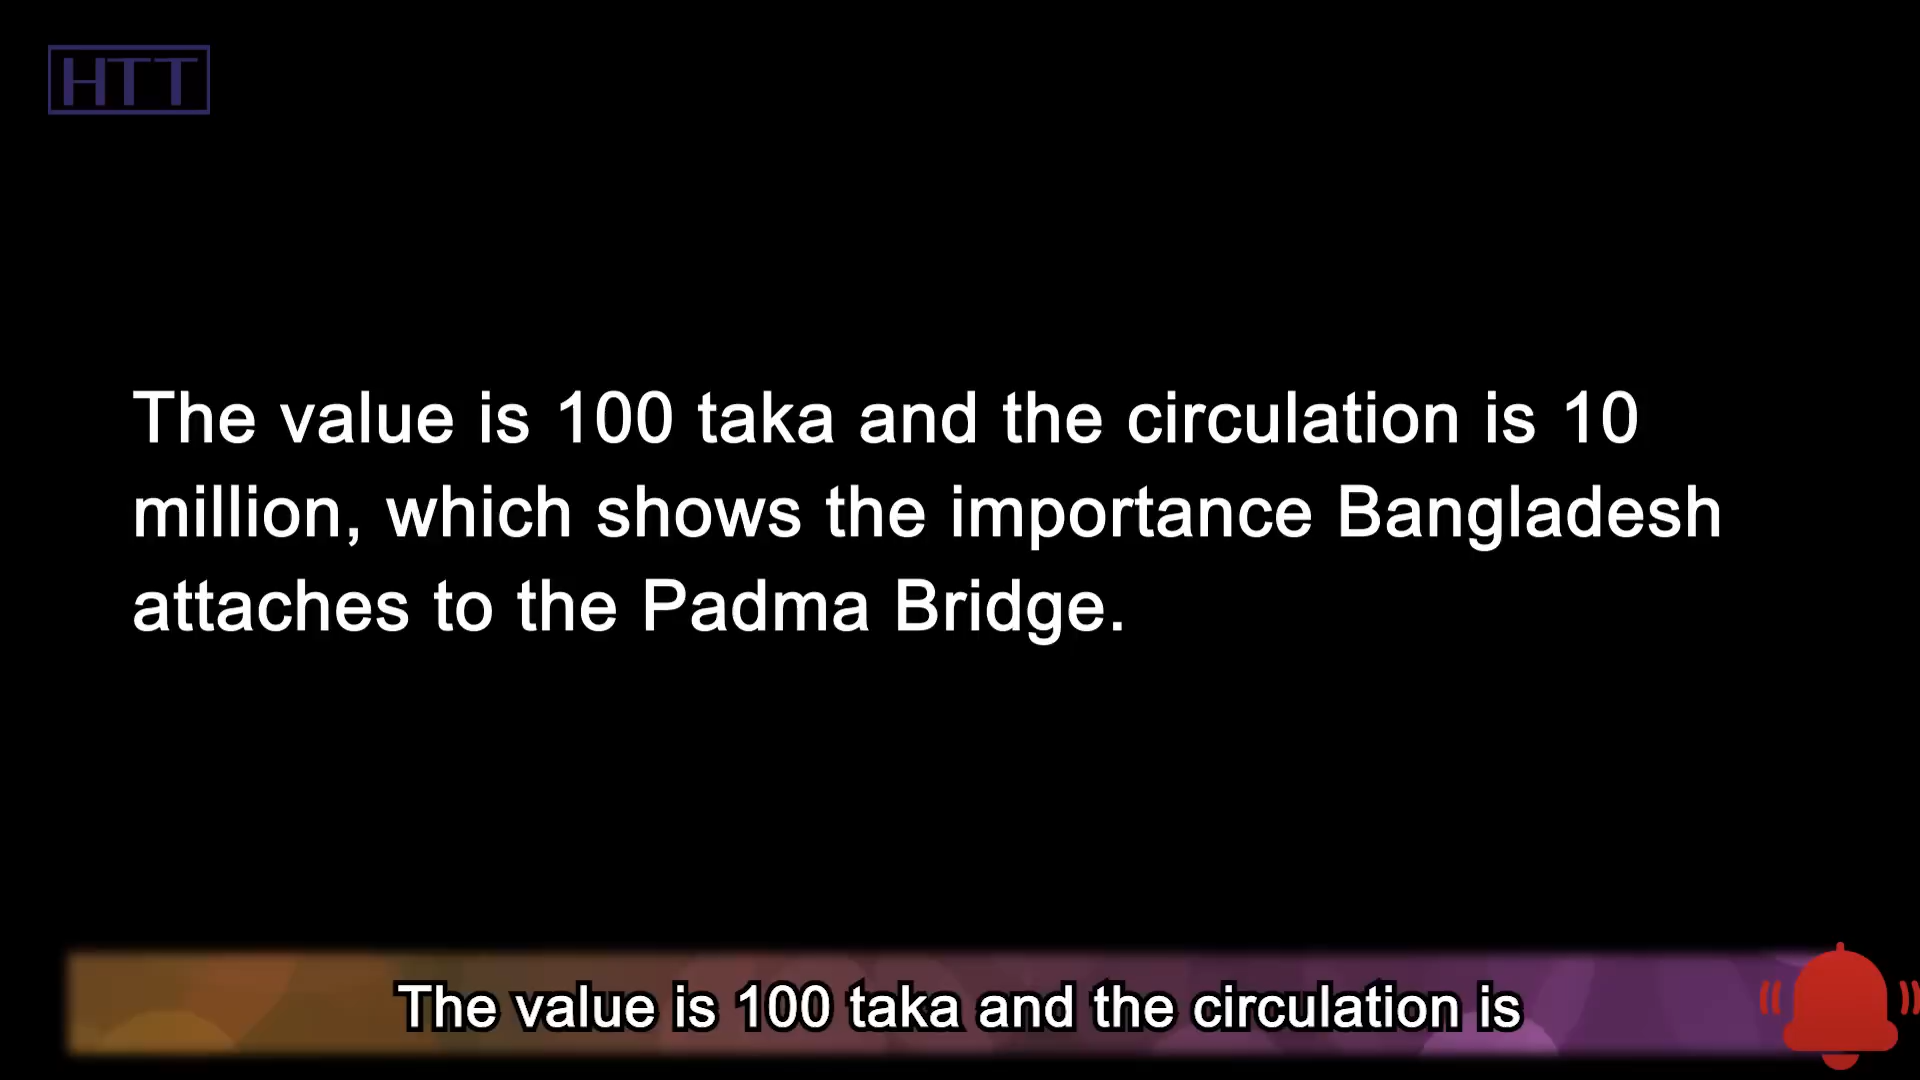 HTT
The value is 100 taka and the circulation is 10
million, which shows the importance Bangladesh
attaches to the Padma Bridge.
The value is 100 taka and the circulation is